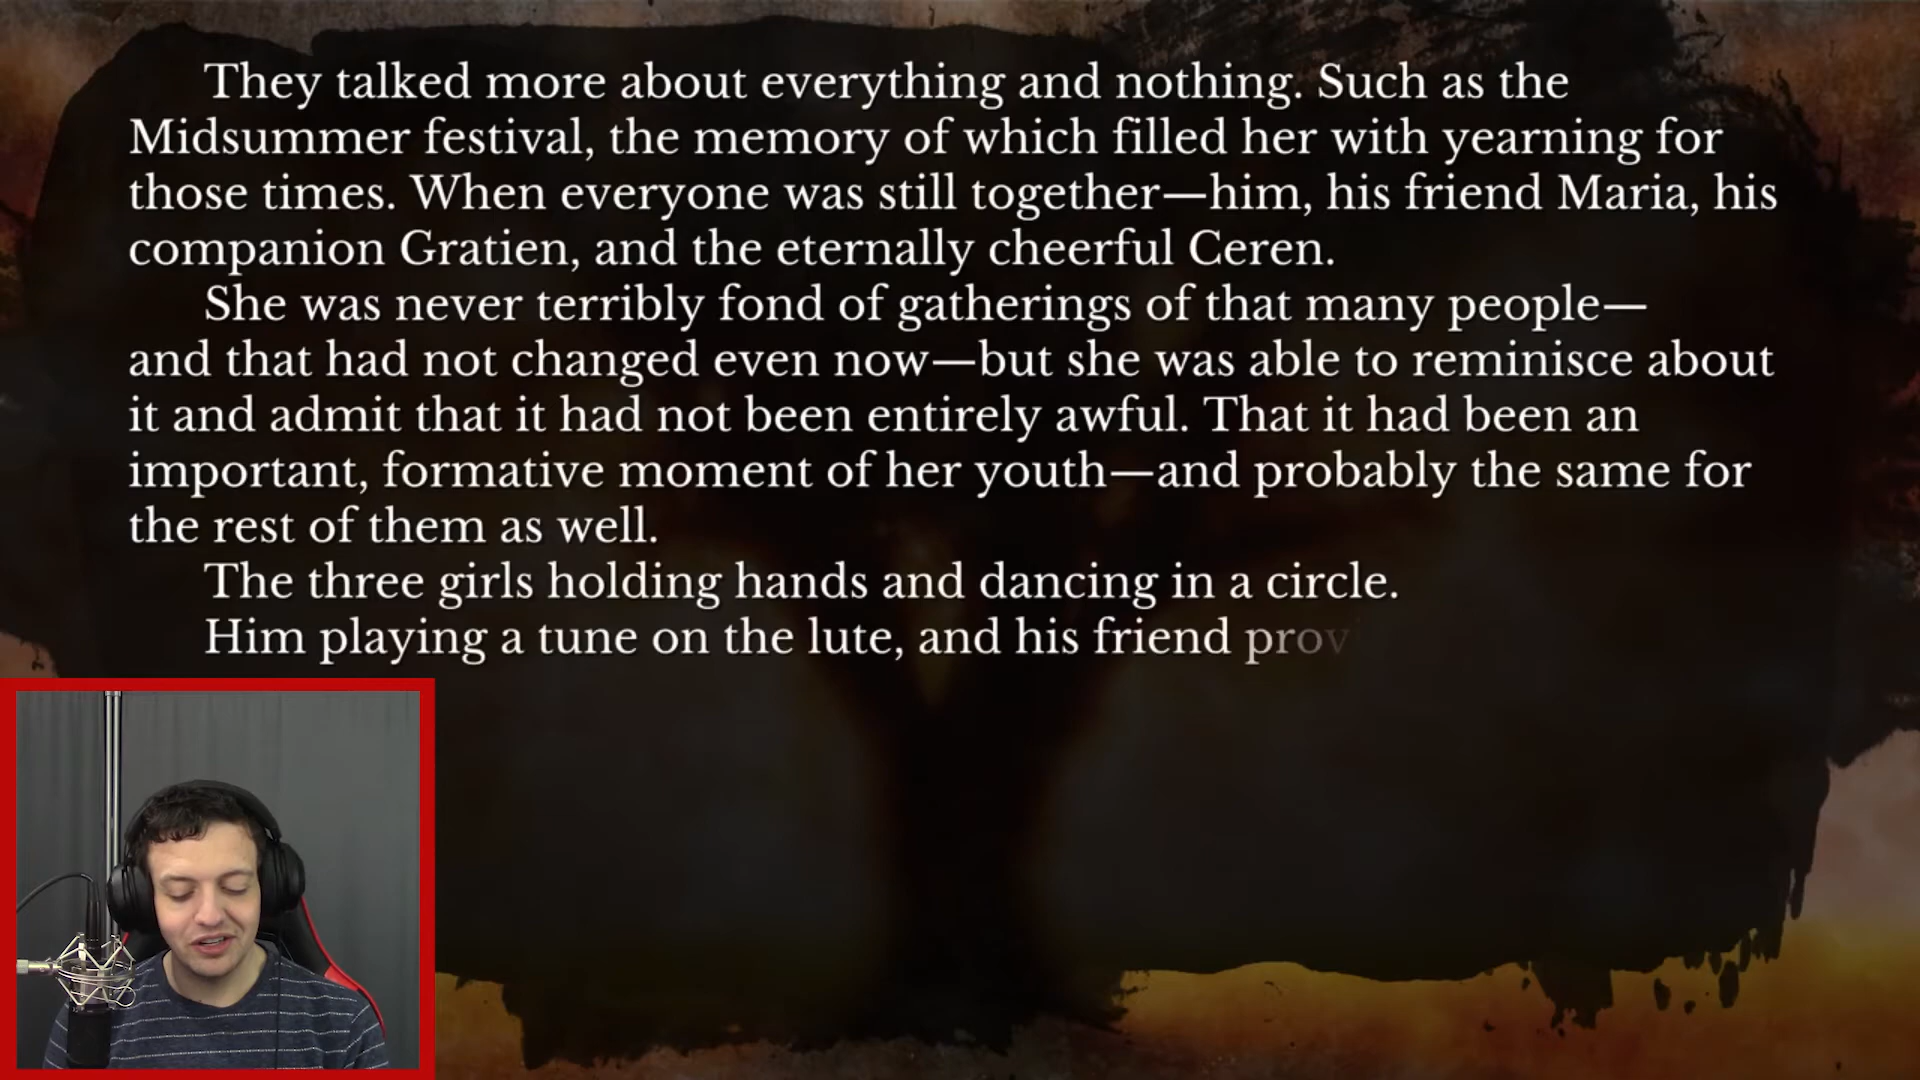 They talked more about everything and nothing. Such as the
Midsummer festival, the memory of which filled her with yearning for
those times. When everyone was still together—him, his friend Maria, his
companion Gratien, and the eternally cheerful Ceren.
She was never terribly fond of gatherings of that many people—
and that had not changed even now—but she was able to reminisce about
it and admit that it had not been entirely awful. That it had been an
important, formative moment of her youth—and probably the same for
the rest of them as well.
The three girls holding hands and dancing in a circle.
Him playing a tune on the lute, and his friend prov